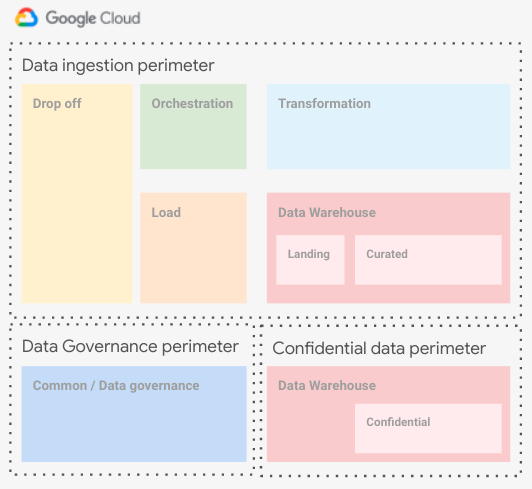 Google Cloud
Data ingestion perimeter
Drop off
Orchestration
Transformation
Load
Data Warehouse
Landing
Curated
Data Governance perimeter
Common / Data governance
Confidential data perimeter
Data Warehouse
Confidential